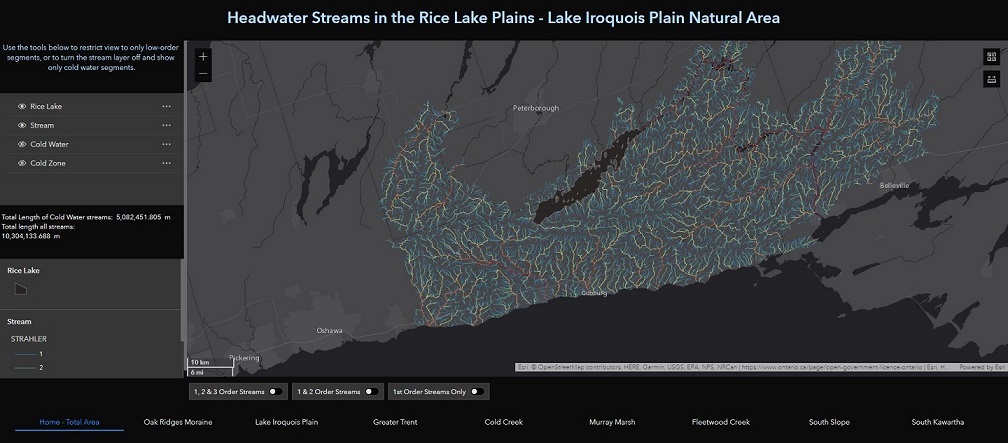 Headwater Streams in the Rice Lake Plains - Lake Iroquois Plain Natural Area
Use the tools below to restrict view to only low-order
segments, or to turn the stream layer off and show
only cold water segments.
Rice Lake
Stream
Cold Water
Cold Zone
Total Length of Cold Water streams: 5,082,451.805 m
Total length all streams:
10,304,133.688 m
Rice Lake
Stream
STRAHLER
1
2
Peterborough
Belleville
Cobourg
Oshawa
Pickering
10 km
6 mi
Esri, © OpenStreetMap contributors, HERE, Garmin, USGS, EPA, NPS, NRCan | https://www.ontario.ca/page/open-government-licence-ontario | Esri, H... Powered by Esri
1, 2 & 3 Order Streams
1 & 2 Order Streams
1st Order Streams Only
Home - Total Area
Oak Ridges Moraine
Lake Iroquois Plain
Greater Trent
Cold Creek
Murray Marsh
Fleetwood Creek
South Slope
South Kawartha